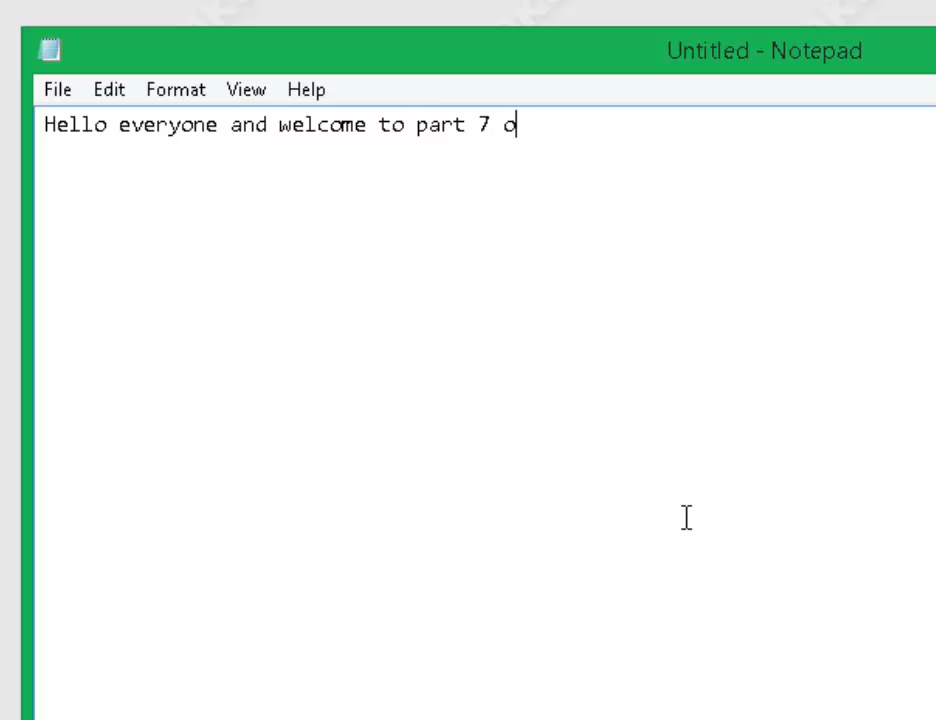 Untitled - Notepad
File Edit Format View Help
Hello everyone and welcome to part 7 o